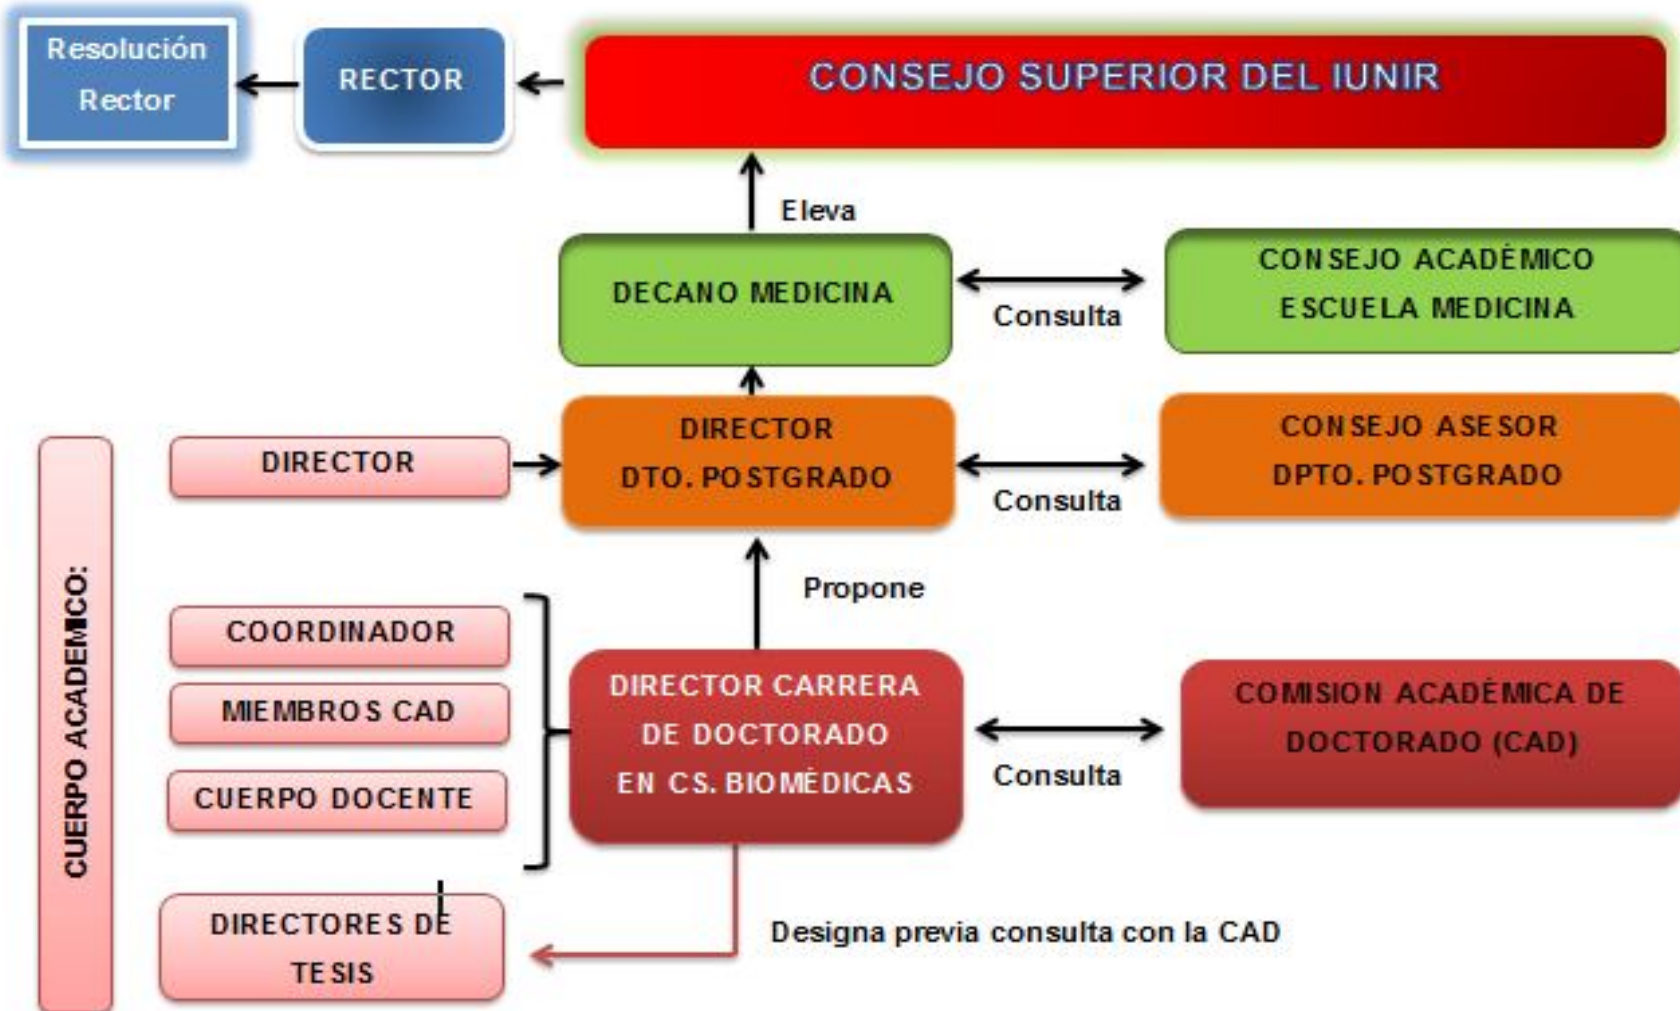 Resolución
Rector
RECTOR
CONSEJO SUPERIOR DEL IUNIR
Eleva
DECANO MEDICINA
Consulta
CONSEJO ACADÉMICO
ESCUELA MEDICINA
DIRECTOR
DIRECTOR
DTO. POSTGRADO
Consulta
CONSEJO ASESOR
DPTO. POSTGRADO
Propone
CUERPO ACADEMICO:
COORDINADOR
MIEMBROS CAD
CUERPO DOCENTE
DIRECTOR CARRERA
DE DOCTORADO
EN CS. BIOMÉDICAS
Consulta
COMISION ACADÉMICA DE
DOCTORADO (CAD)
DIRECTORES DE
TESIS
Designa previa consulta con la CAD